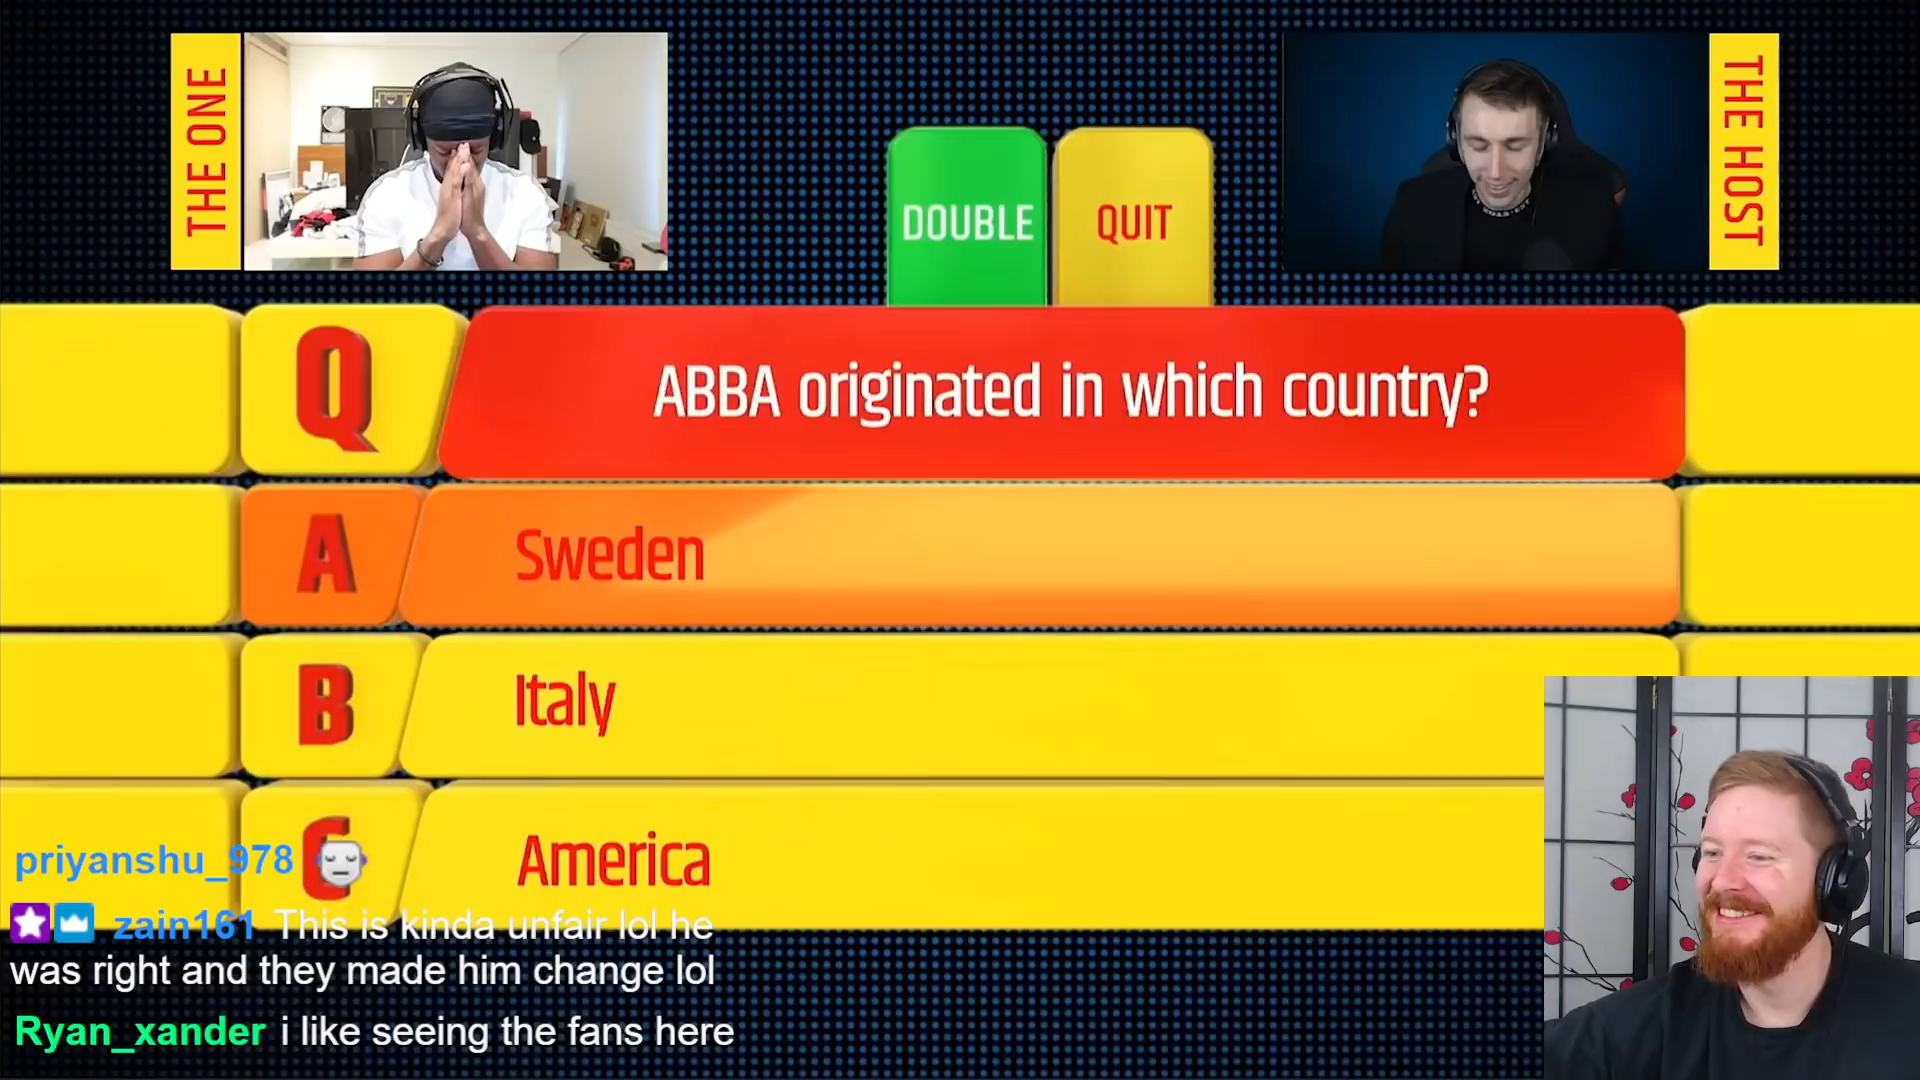 THE ONE
THE HOST
DOUBLE
QUIT
Q
ABBA originated in which country?
A
Sweden
B
Italy
C
America
priyanshu_978
zain161 This is kinda unfair lol he
was right and they made him change lol
Ryan_xander i like seeing the fans here